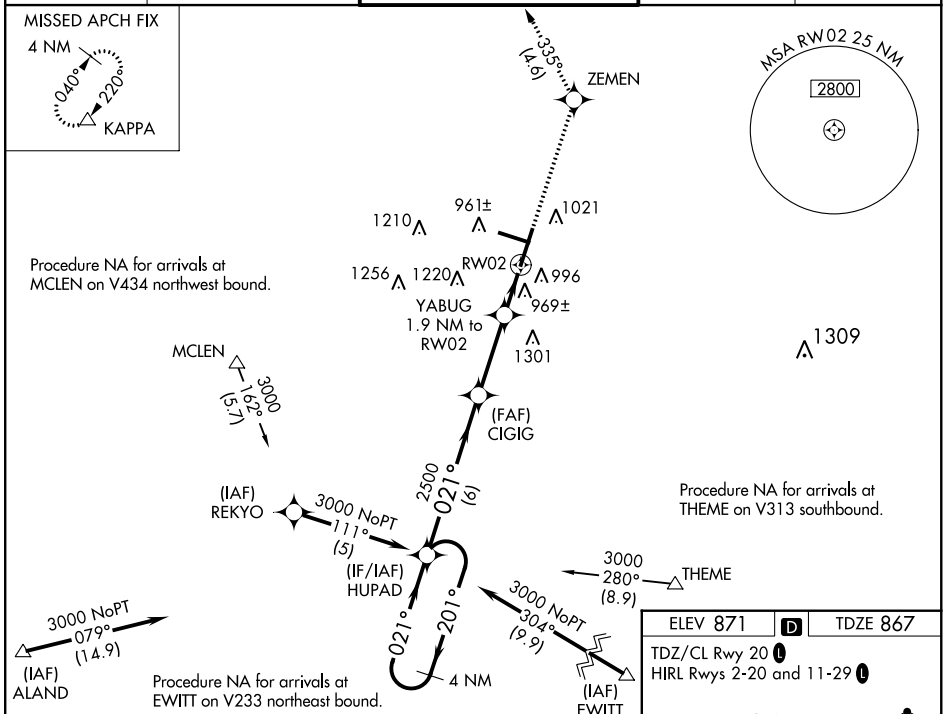 MISSED APCH FIX
4 NM
040°
220°
KAPPA
335°
(4.6)
ZEMEN
MSA RW02 25 NM
2800
1210
961±
1021
Procedure NA for arrivals at
MCLEN on V434 northwest bound.
RW02
1256
1220
996
YABUG
1.9 NM to
RW02
969±
1301
1309
MCLEN
3000
162°
(5.7)
(FAF)
CIGIG
2500
021°
(6)
(IAF)
REKYO
3000 NoPT
111°
(5)
Procedure NA for arrivals at
THEME on V313 southbound.
(IF/IAF)
HUPAD
3000
280°
(8.9)
THEME
3000 NoPT
304°
(9.9)
021°
201°
4 NM
3000 NoPT
079°
(14.9)
(IAF)
ALAND
Procedure NA for arrivals at
EWITT on V233 northeast bound.
(IAF)
EWITT
ELEV 871
D
TDZE 867
TDZ/CL Rwy 20 L
HIRL Rwys 2-20 and 11-29 L